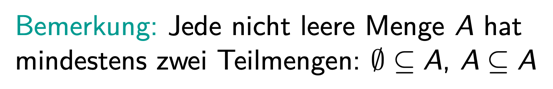 Bemerkung: Jede nicht leere Menge A hat
mindestens zwei Teilmengen: ∅ ⊆ A, A ⊆ A